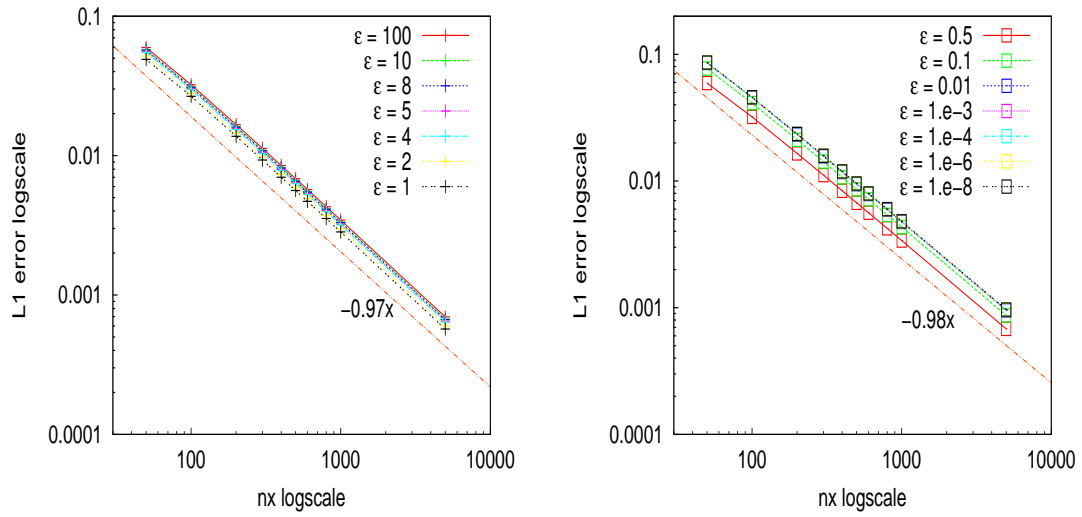 0.1
0.01
0.001
0.0001
100
1000
10000
L1 error logscale
nx logscale
ε = 100
ε = 10
ε = 8
ε = 5
ε = 4
ε = 2
ε = 1
−0.97x
0.1
0.01
0.001
0.0001
100
1000
10000
L1 error logscale
nx logscale
ε = 0.5
ε = 0.1
ε = 0.01
ε = 1.e−3
ε = 1.e−4
ε = 1.e−6
ε = 1.e−8
−0.98x